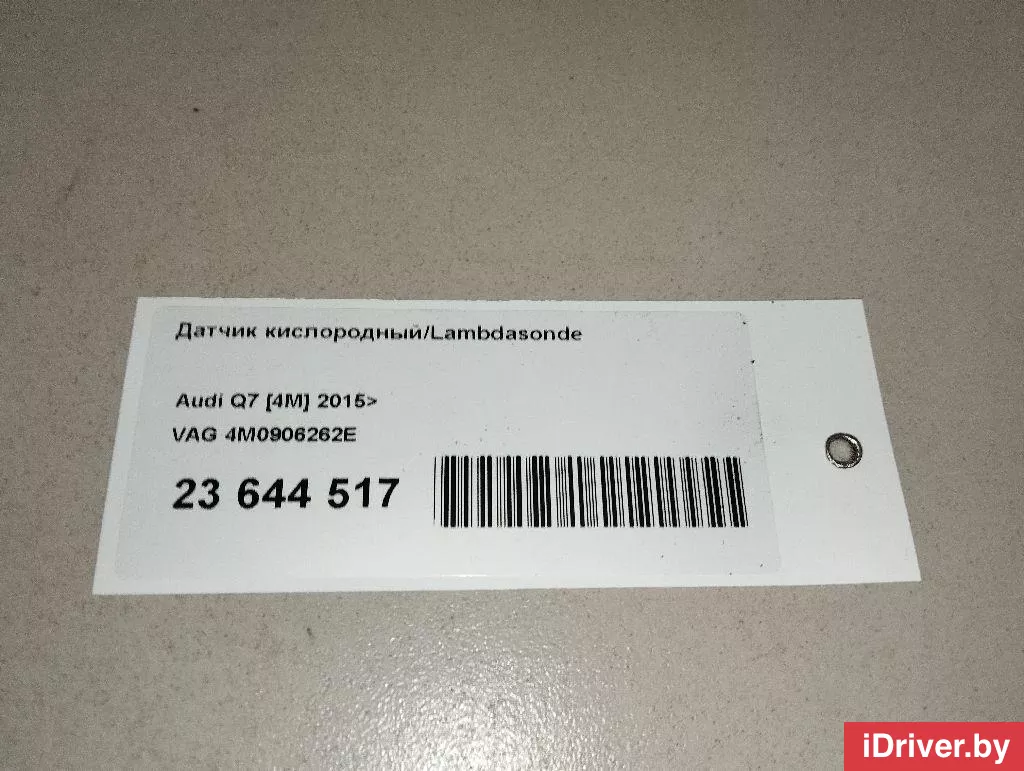 Датчик кислородный/Lambdasonde
Audi Q7 [4M] 2015>
VAG 4M0906262E
23 644 517
iDriver.by